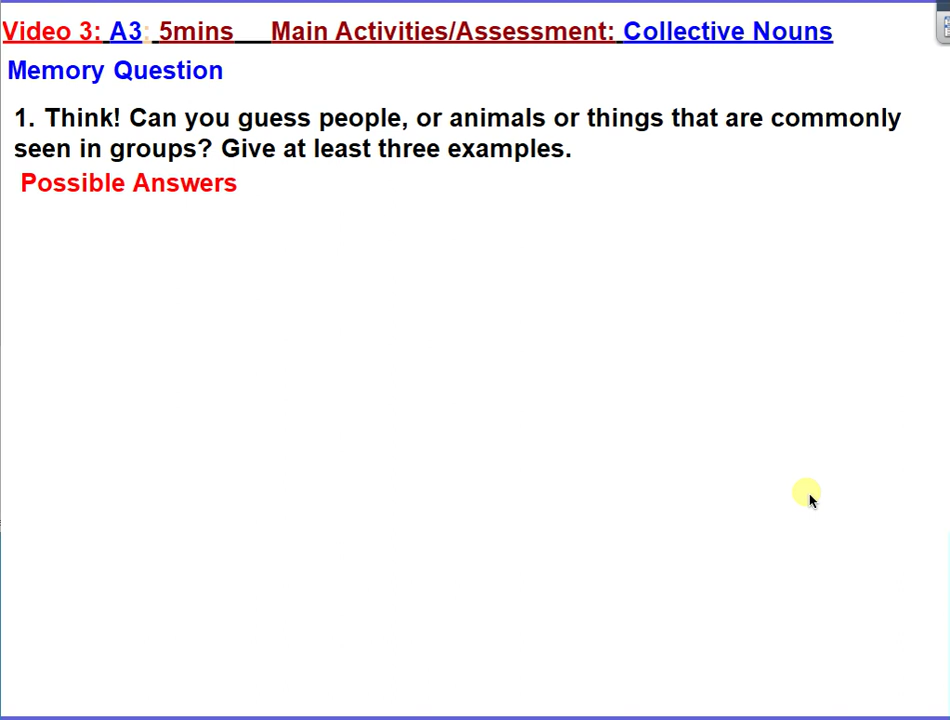 Video 3: A3: 5mins Main Activities/Assessment: Collective Nouns
Memory Question
1. Think! Can you guess people, or animals or things that are commonly
seen in groups? Give at least three examples.
Possible Answers